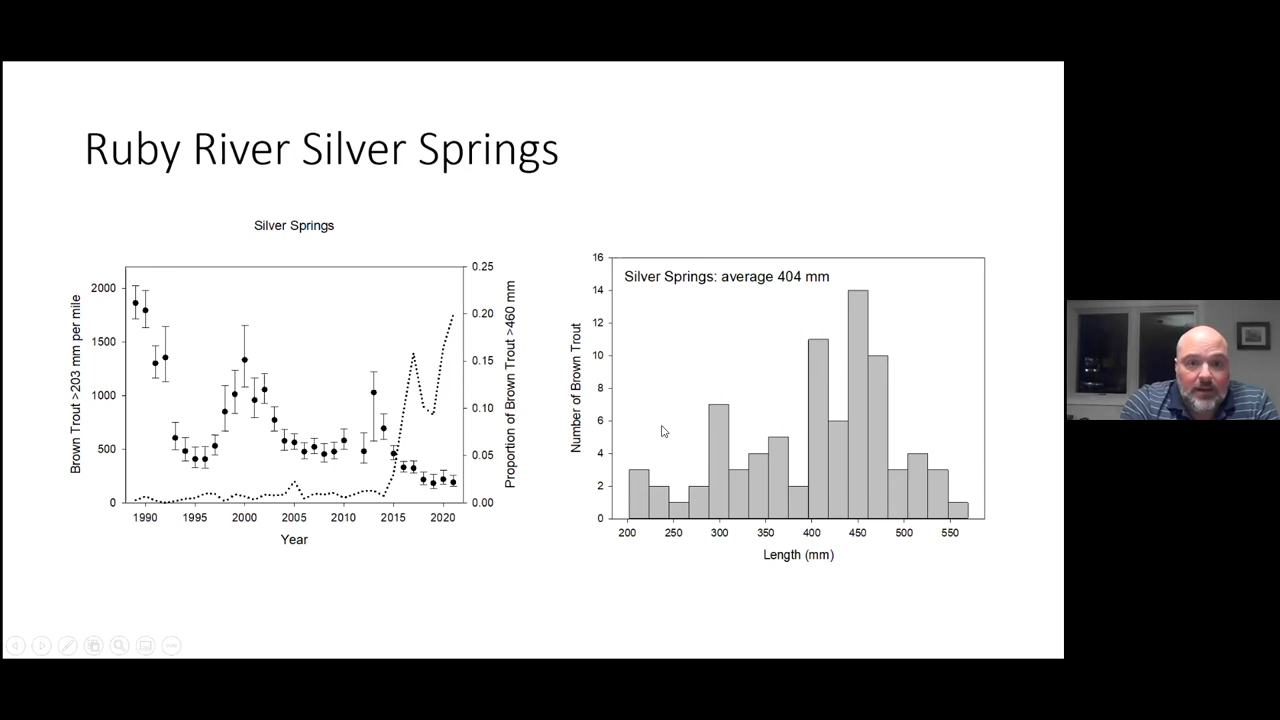 Ruby River Silver Springs
Silver Springs
Brown Trout >203 mm per mile
2000
1500
1000
500
0
0.25
0.20
0.15
0.10
0.05
0.00
Proportion of Brown Trout >460 mm
1990 1995 2000 2005 2010 2015 2020
Year
Silver Springs: average 404 mm
Number of Brown Trout
16
14
12
10
8
6
4
2
0
200 250 300 350 400 450 500 550
Length (mm)